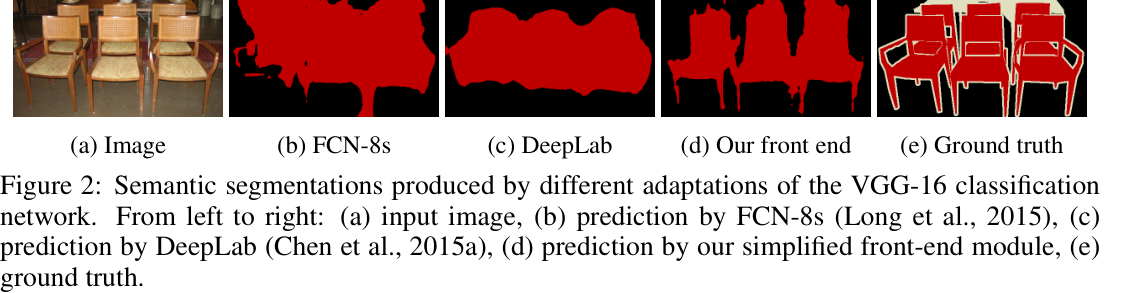 (a) Image (b) FCN-8s (c) DeepLab (d) Our front end (e) Ground truth
Figure 2: Semantic segmentations produced by different adaptations of the VGG-16 classification
network. From left to right: (a) input image, (b) prediction by FCN-8s (Long et al., 2015), (c)
prediction by DeepLab (Chen et al., 2015a), (d) prediction by our simplified front-end module, (e)
ground truth.